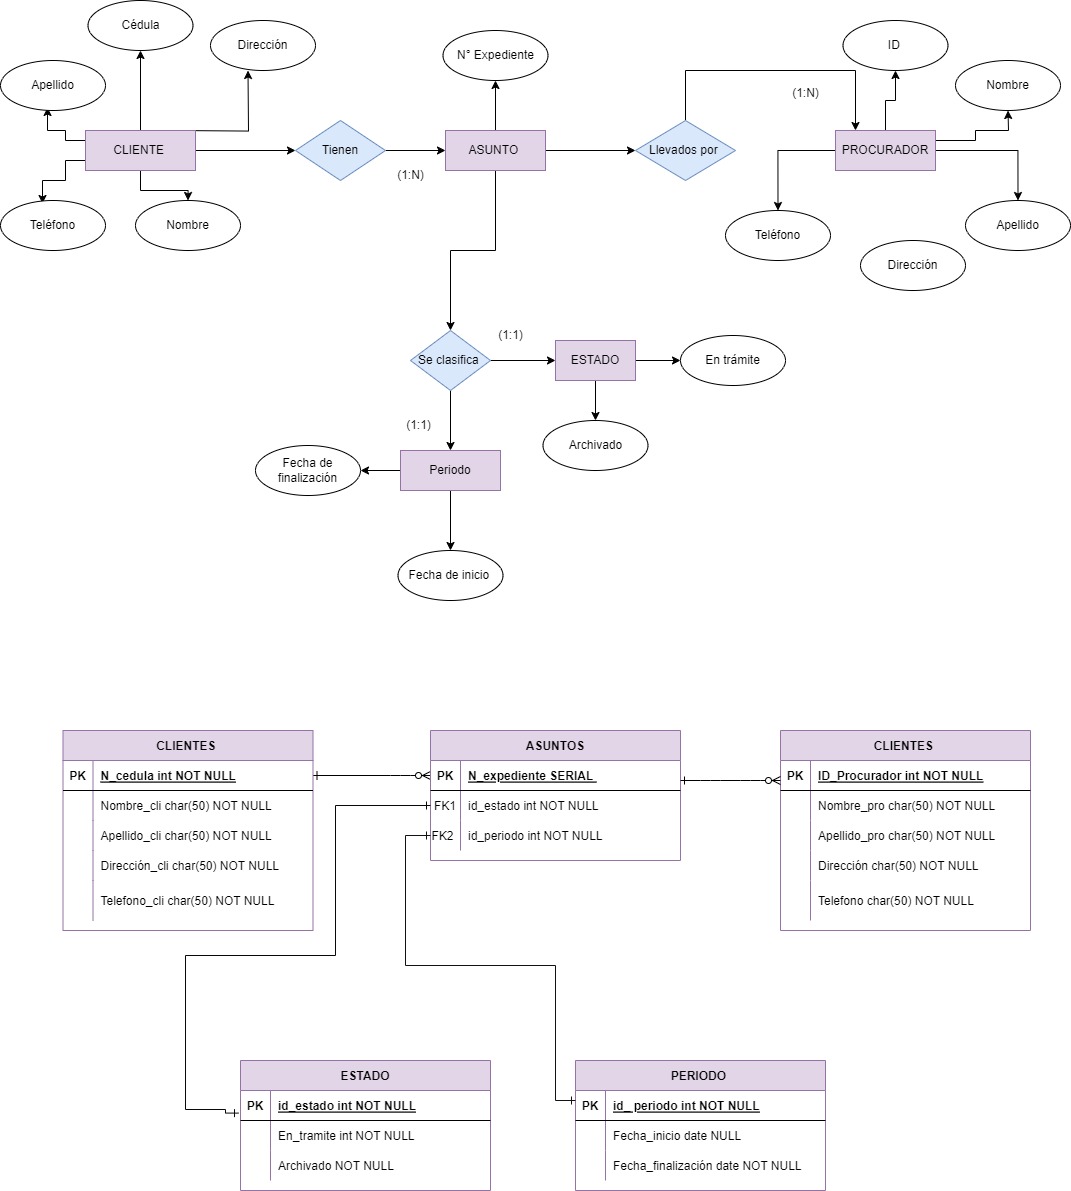 Cédula
Dirección
Apellido
CLIENTE
Teléfono
Nombre
Tienen
(1:N)
N° Expediente
ASUNTO
Llevados por
(1:N)
ID
Nombre
PROCURADOR
Teléfono
Apellido
Dirección
Se clasifica
(1:1)
ESTADO
En trámite
Archivado
(1:1)
Periodo
Fecha de
finalización
Fecha de inicio
CLIENTES
PK N_cedula int NOT NULL
Nombre_cli char(50) NOT NULL
Apellido_cli char(50) NOT NULL
Dirección_cli char(50) NOT NULL
Telefono_cli char(50) NOT NULL
ASUNTOS
PK N_expediente SERIAL
FK1 id_estado int NOT NULL
FK2 id_periodo int NOT NULL
CLIENTES
PK ID_Procurador int NOT NULL
Nombre_pro char(50) NOT NULL
Apellido_pro char(50) NOT NULL
Dirección char(50) NOT NULL
Telefono char(50) NOT NULL
ESTADO
PK id_estado int NOT NULL
En_tramite int NOT NULL
Archivado NOT NULL
PERIODO
PK id_ periodo int NOT NULL
Fecha_inicio date NULL
Fecha_finalización date NOT NULL